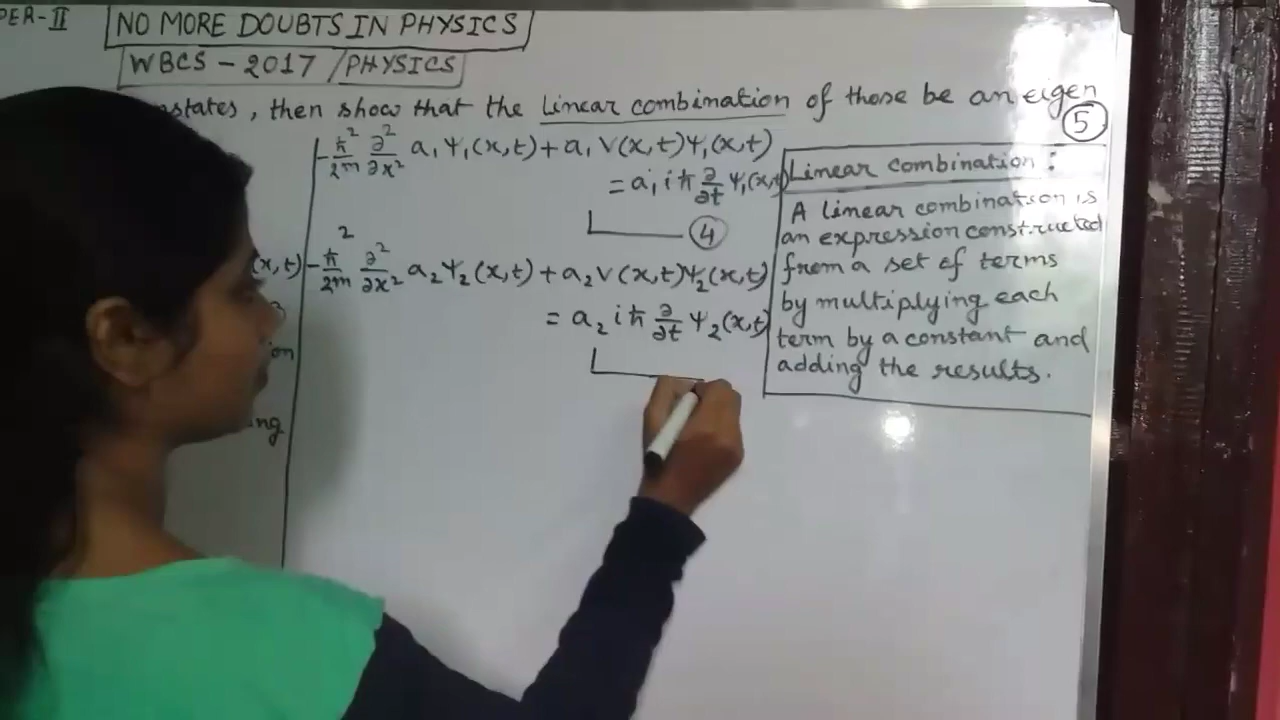 PER-II
NO MORE DOUBTS IN PHYSICS
WBCS - 2017 / PHYSICS
states, then show that the linear combination of those be an eigen
5
-ħ²/2m ∂²/∂x² a₁Ψ₁(x,t) + a₁V(x,t)Ψ₁(x,t)
= a₁iħ ∂/∂t Ψ₁(x,t)
4
(x,t)
-ħ²/2m ∂²/∂x² a₂Ψ₂(x,t) + a₂V(x,t)Ψ₂(x,t)
= a₂iħ ∂/∂t Ψ₂(x,t)
on
ng
Linear combination :
A linear combination is
an expression constructed
from a set of terms
by multiplying each
term by a constant and
adding the results.